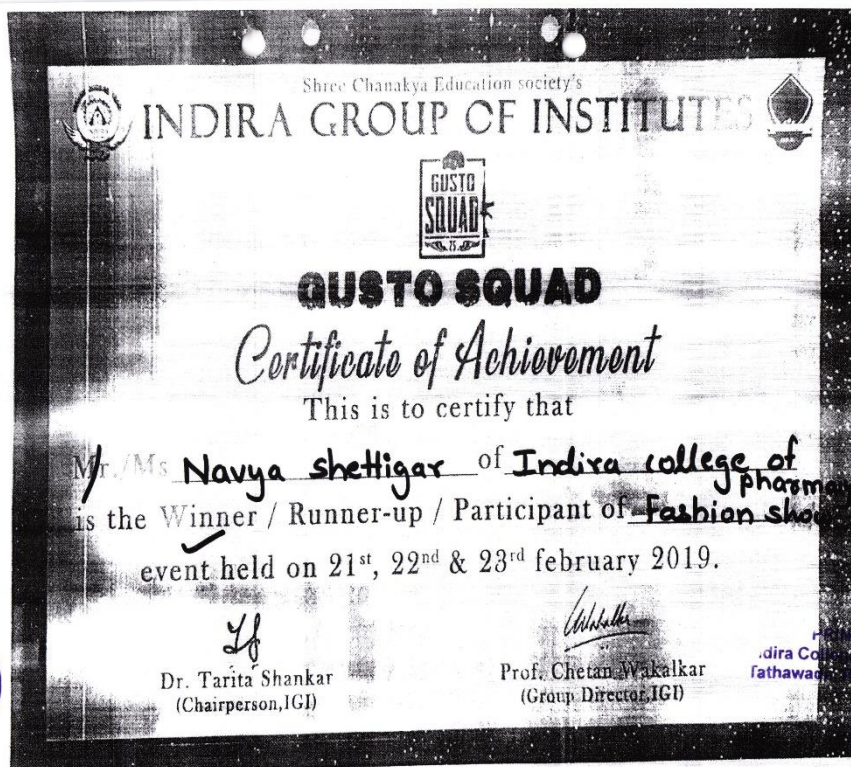 Shree Chanakya Education society's
INDIRA GROUP OF INSTITUTES
GUSTO
SQUAD
25
GUSTO SQUAD
Certificate of Achievement
This is to certify that
Mr./Ms Navya shettigar of Indira college of
pharmacy
is the Winner / Runner-up / Participant of Fashion show
event held on 21st, 22nd & 23rd february 2019.
Dr. Tarita Shankar
(Chairperson,IGI)
Prof. Chetan Wakalkar
(Group Director,IGI)